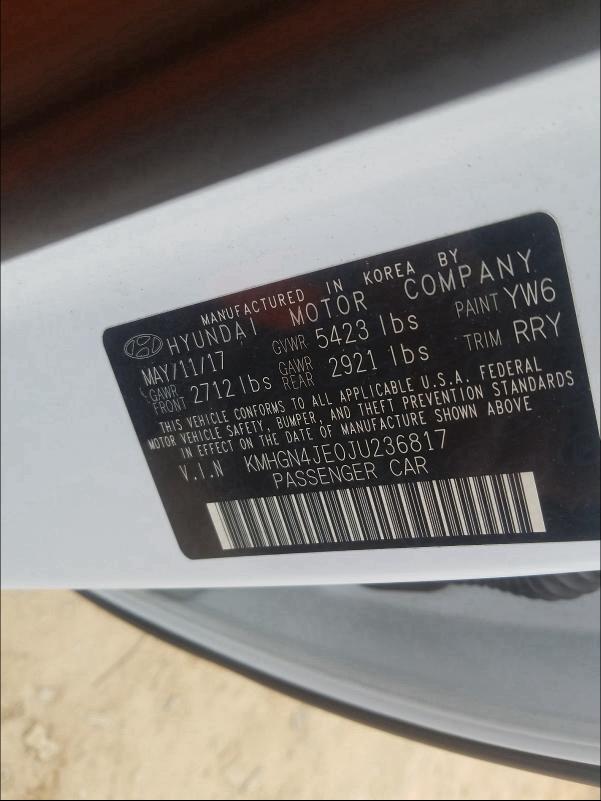 MANUFACTURED IN KOREA BY
HYUNDAI MOTOR COMPANY
MAY/11/17 GVWR 5423 lbs PAINT YW6
GAWR FRONT 2712 lbs GAWR REAR 2921 lbs TRIM RRY
THIS VEHICLE CONFORMS TO ALL APPLICABLE U.S.A. FEDERAL
MOTOR VEHICLE SAFETY, BUMPER, AND THEFT PREVENTION STANDARDS
IN EFFECT ON THE DATE OF MANUFACTURE SHOWN ABOVE
V.I.N KMHGN4JE0JU236817
PASSENGER CAR